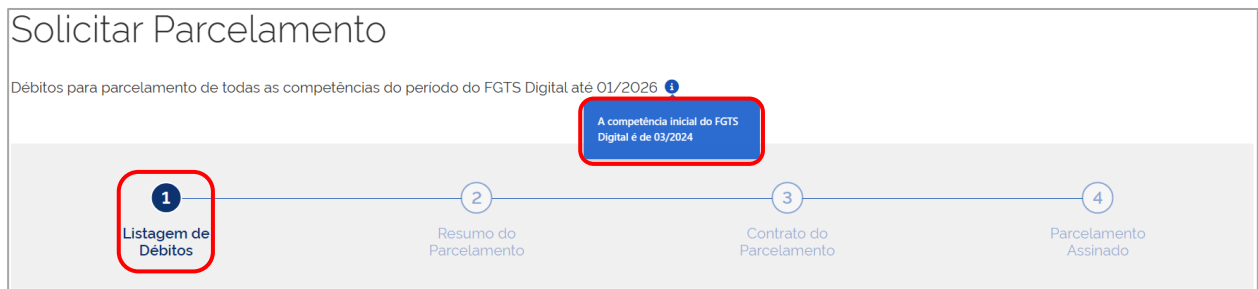 Solicitar Parcelamento
Débitos para parcelamento de todas as competências do período do FGTS Digital até 01/2026 i
A competência inicial do FGTS
Digital é de 03/2024
1
2
3
4
Listagem de
Débitos
Resumo do
Parcelamento
Contrato do
Parcelamento
Parcelamento
Assinado